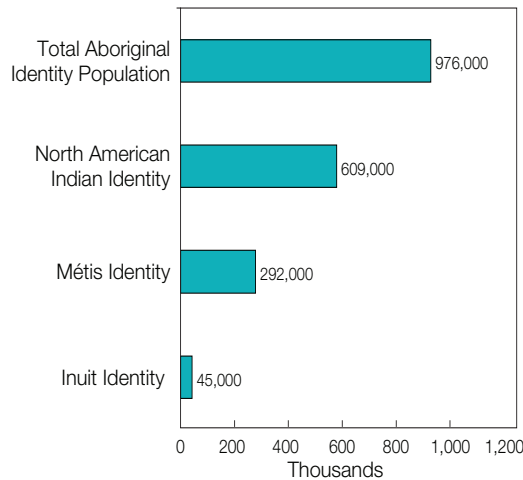 Total Aboriginal
Identity Population
976,000
North American
Indian Identity
609,000
Métis Identity
292,000
Inuit Identity
45,000
0 200 400 600 800 1,000 1,200
Thousands